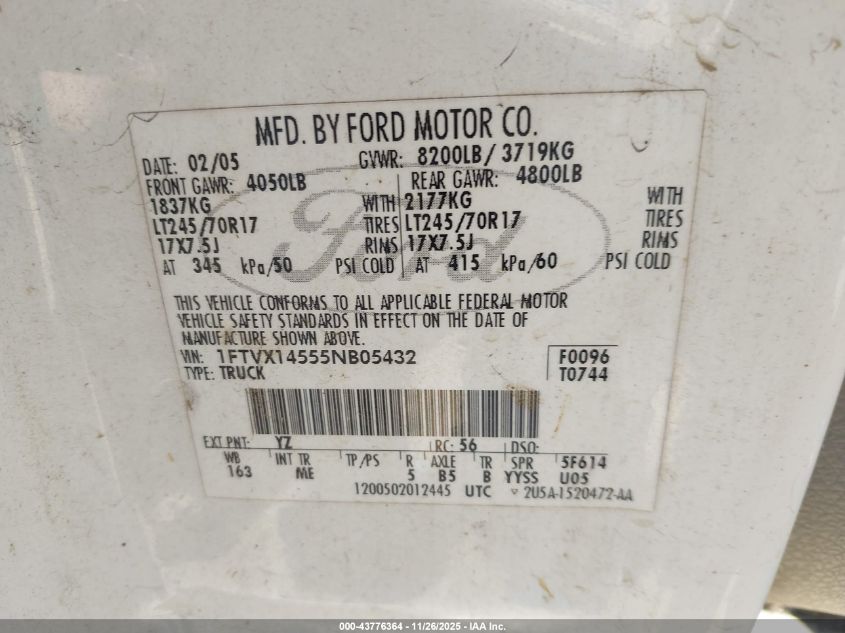 MFD. BY FORD MOTOR CO.
DATE: 02/05 GVWR: 8200LB/ 3719KG
FRONT GAWR: 4050LB REAR GAWR: 4800LB
1837KG WITH 2177KG WITH
LT245/70R17 TIRES LT245/70R17 TIRES
17X7.5J RIMS 17X7.5J RIMS
AT 345 kPa/50 PSI COLD AT 415 kPa/60 PSI COLD
Ford
THIS VEHICLE CONFORMS TO ALL APPLICABLE FEDERAL MOTOR
VEHICLE SAFETY STANDARDS IN EFFECT ON THE DATE OF
MANUFACTURE SHOWN ABOVE.
VIN: 1FTVX14555NB05432 F0096
TYPE: TRUCK T0744
EXT PNT: YZ RC: 56 DSO:
WB INT TR TP/PS R AXLE TR SPR 5F614
163 ME 5 B5 B YYSS U05
1200502012445 UTC ▽ 2U5A-1520472-AA
000-43776364 - 11/26/2025 - IAA Inc.